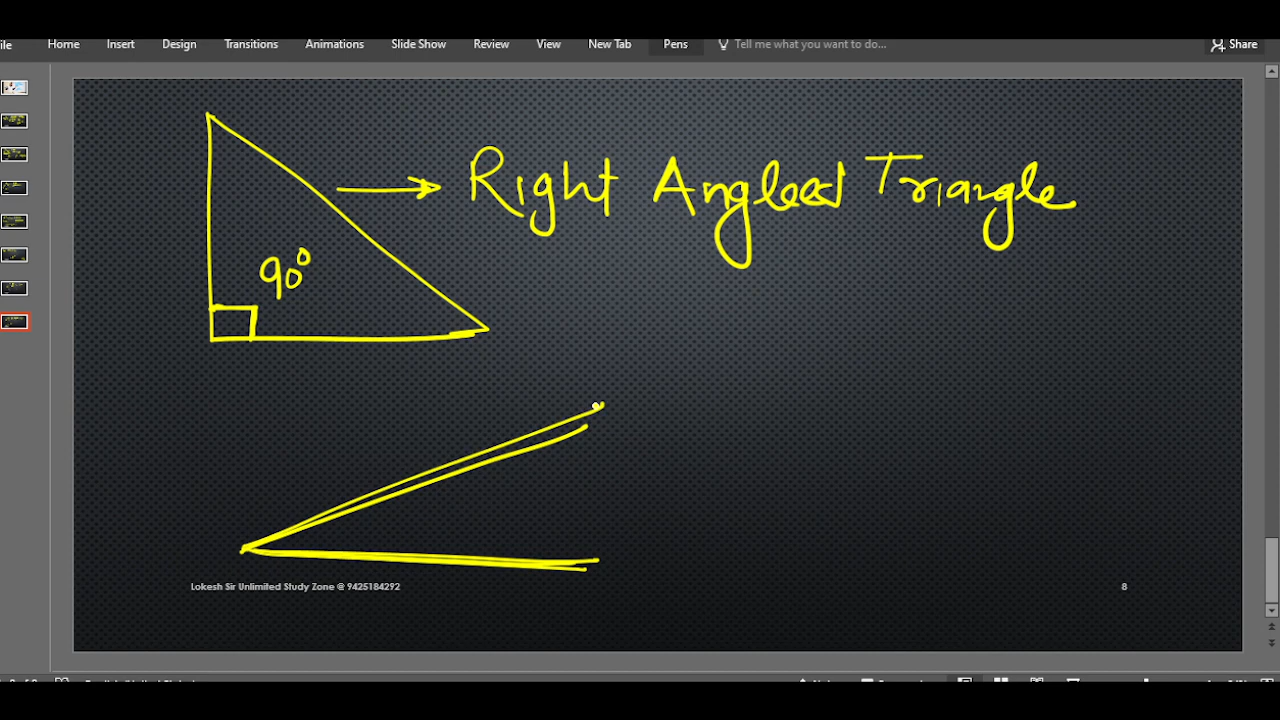 File Home Insert Design Transitions Animations Slide Show Review View New Tab Pens Tell me what you want to do... Share
Right Angleed Triangle
90°
Lokesh Sir Unlimited Study Zone @ 9425184292 8